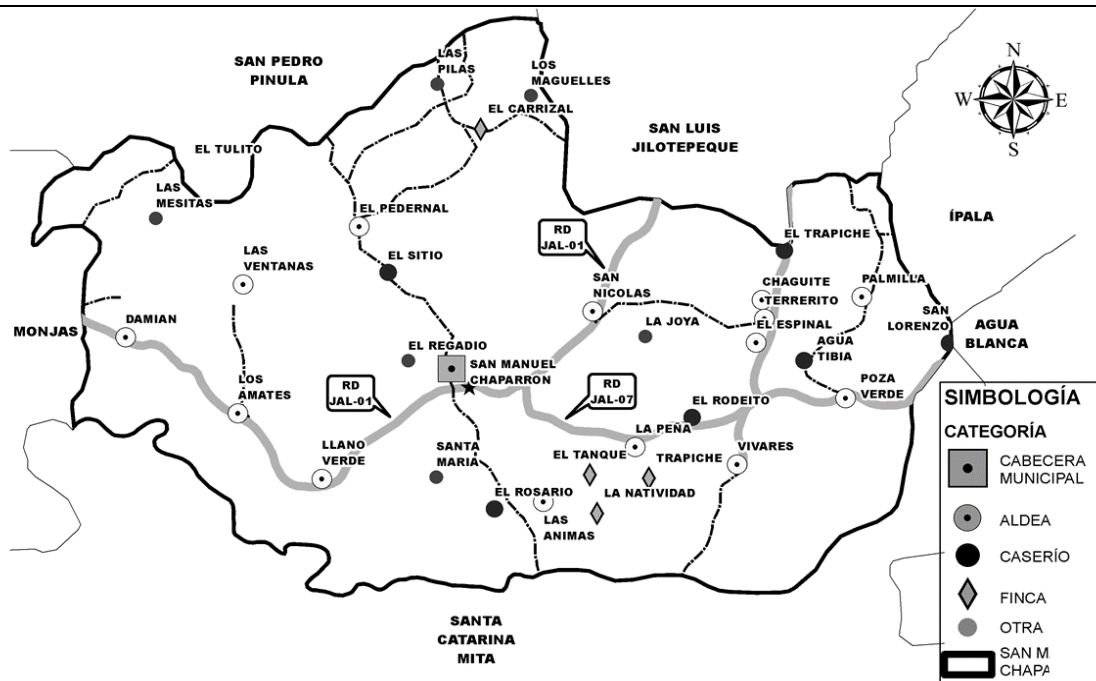 SAN PEDRO
PINULA
LAS
PILAS
LOS
MAGUELLES
EL CARRIZAL
N
W
E
S
SAN LUIS
JILOTEPEQUE
EL TULITO
LAS
MESITAS
EL PEDERNAL
ÍPALA
RD
JAL-01
EL TRAPICHE
EL SITIO
LAS
VENTANAS
SAN
NICOLAS
CHAGUITE
TERRERITO
PALMILLA
MONJAS
DAMIAN
LA JOYA
EL ESPINAL
SAN
LORENZO
AGUA
BLANCA
AGUA
TIBIA
EL REGADIO
SAN MANUEL
CHAPARRON
LOS
AMATES
RD
JAL-01
RD
JAL-07
EL RODEITO
POZA
VERDE
LLANO
VERDE
SANTA
MARIA
LA PEÑA
EL TANQUE
TRAPICHE
VIVARES
EL ROSARIO
LA NATIVIDAD
LAS
ANIMAS
SANTA
CATARINA
MITA
SIMBOLOGÍA
CATEGORÍA
CABECERA
MUNICIPAL
ALDEA
CASERÍO
FINCA
OTRA
SAN M
CHAPA